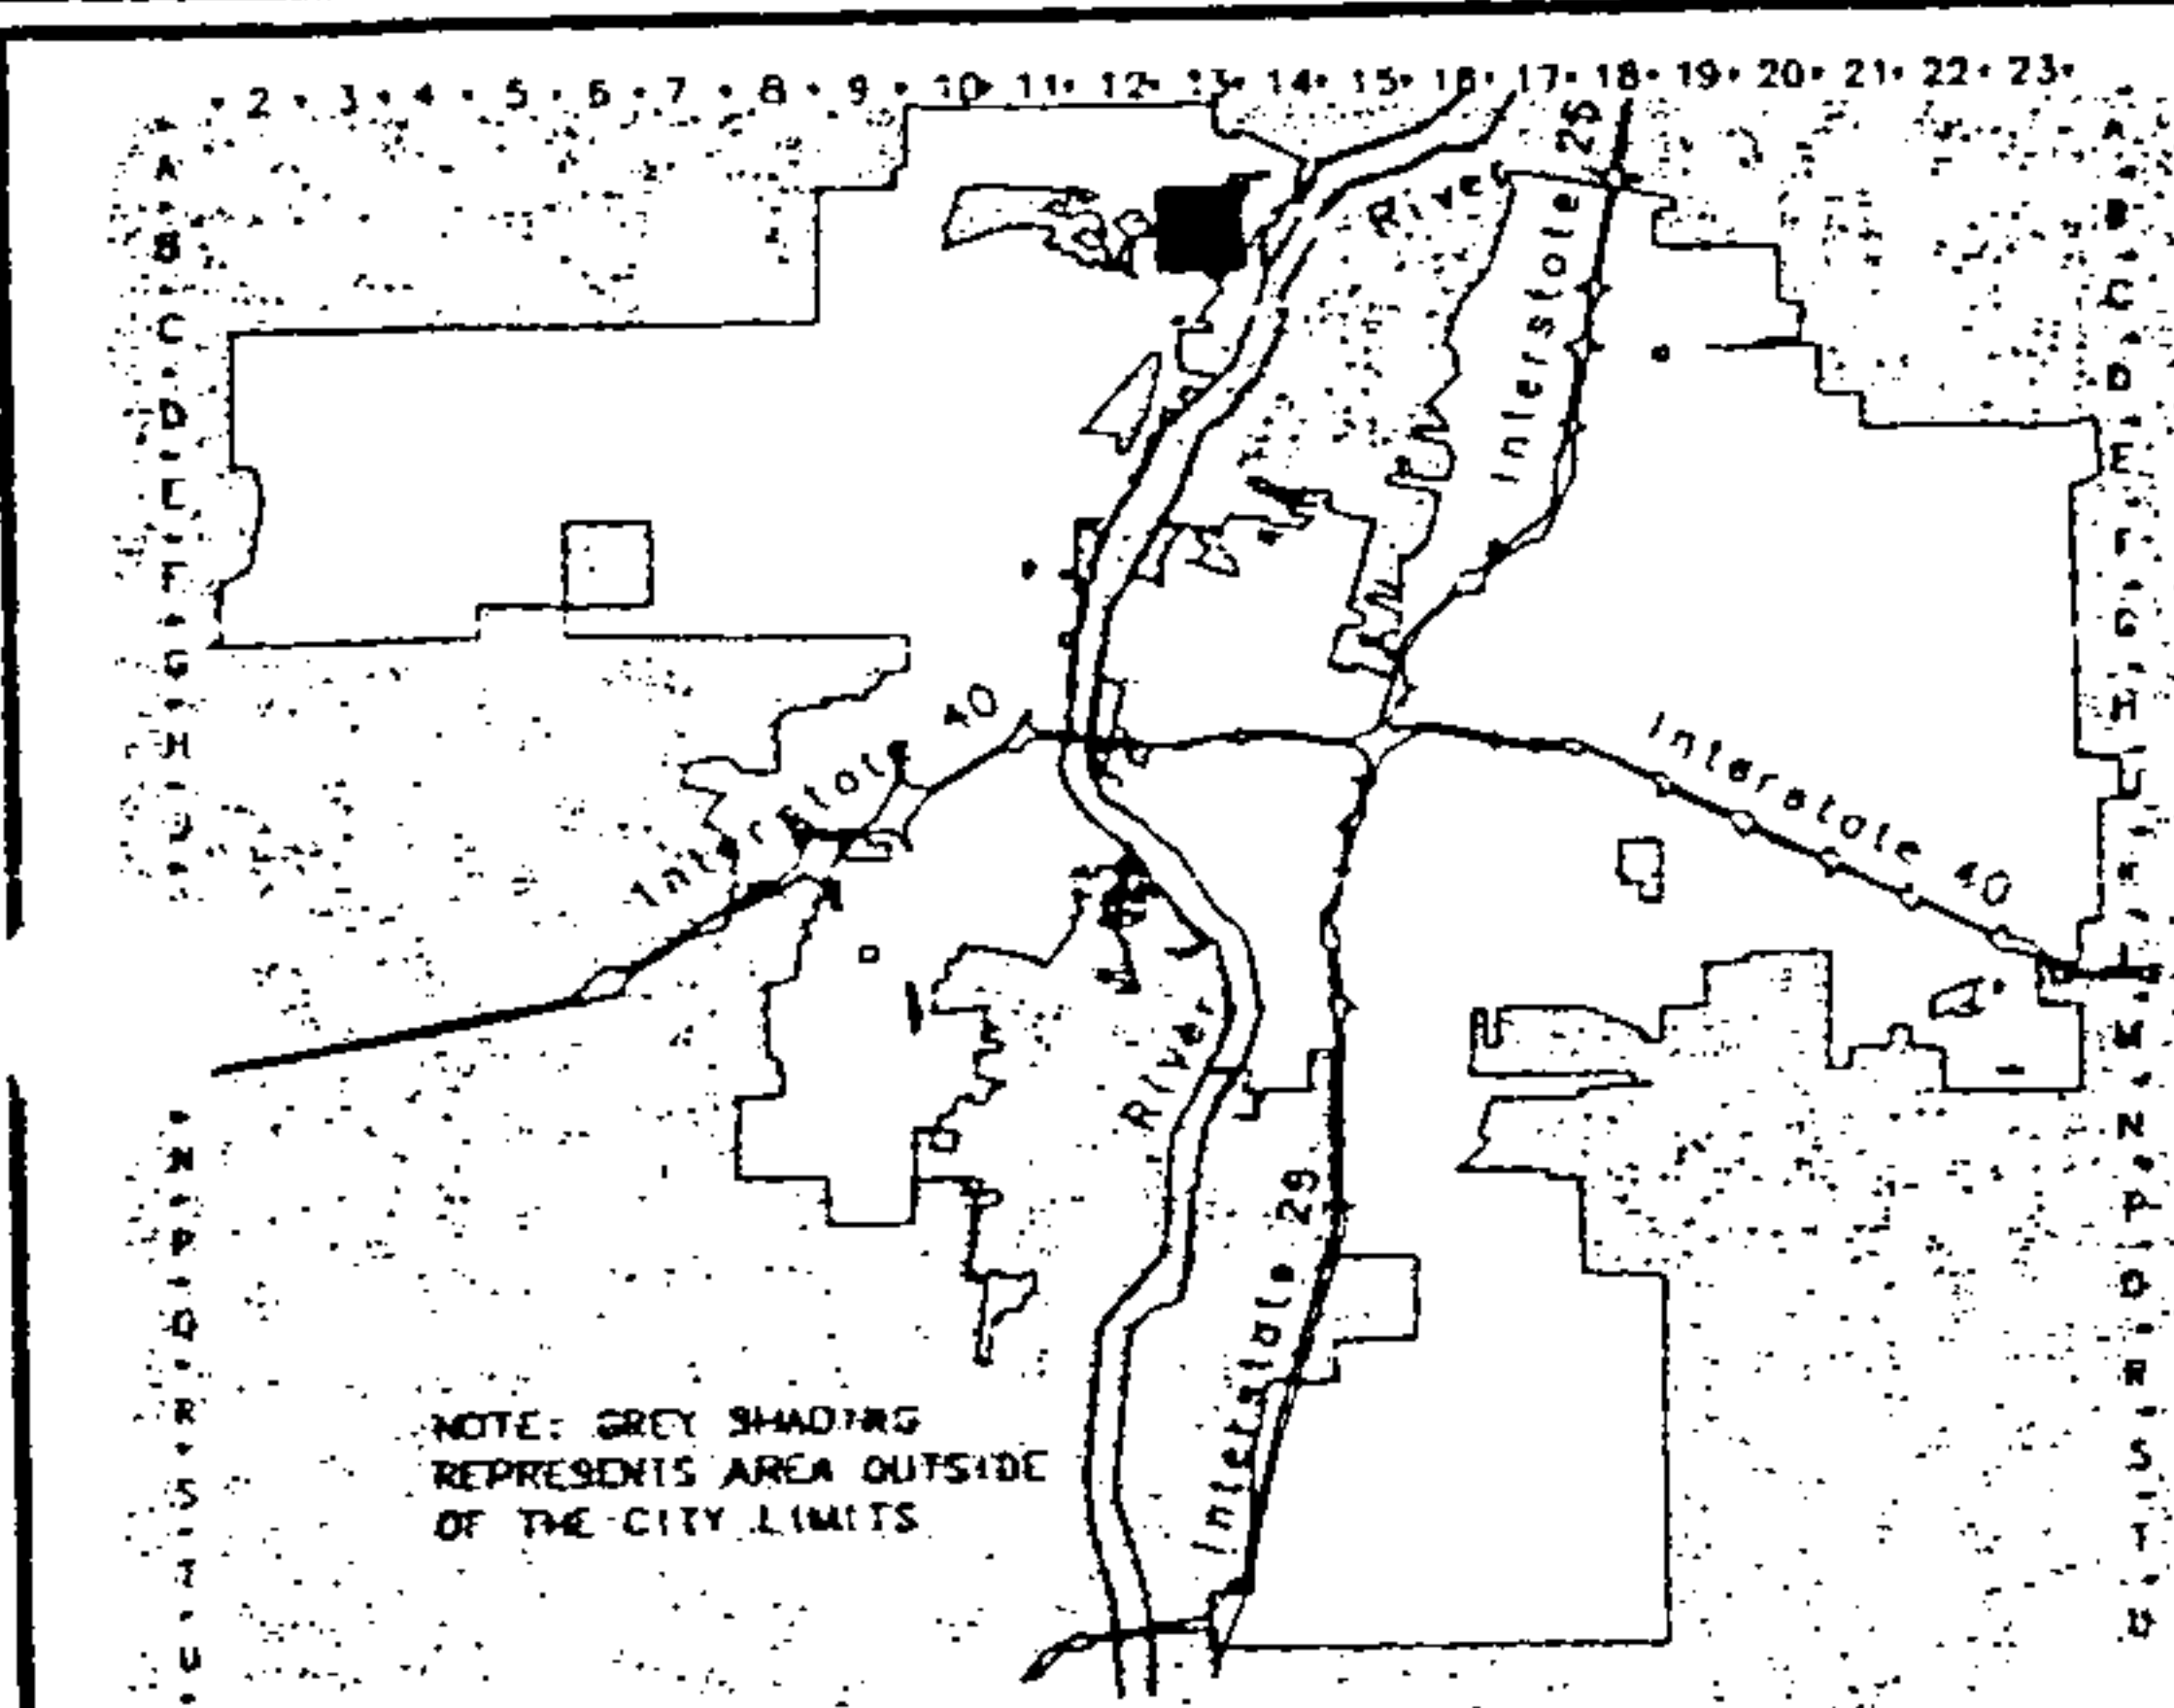 2 • 3 • 4 • 5 • 6 • 7 • 8 • 9 • 10 • 11 • 12 • 13 • 14 • 15 • 16 • 17 • 18 • 19 • 20 • 21 • 22 • 23 •
A
B
C
D
E
F
G
H
J
N
P
Q
R
S
T
U
A
B
C
D
E
F
G
H
J
K
L
M
N
P
Q
R
S
T
U
River
Interstate 25
Interstate 40
Interstate 40
River
Interstate 29
NOTE: GREY SHADING
REPRESENTS AREA OUTSIDE
OF THE CITY LIMITS